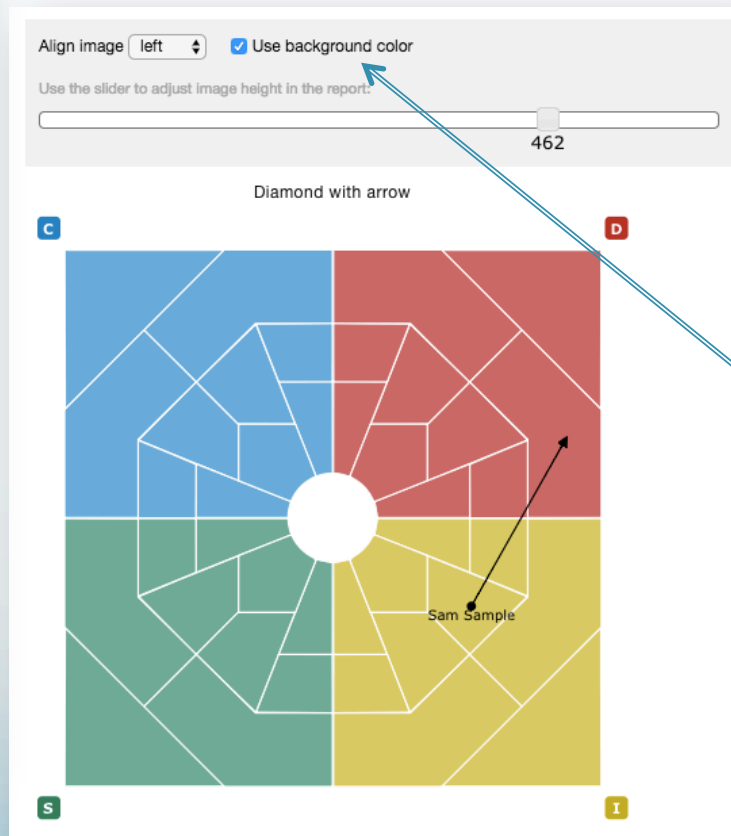 Align image left Use background color
Use the slider to adjust image height in the report:
462
Diamond with arrow
C D
Sam Sample
S I